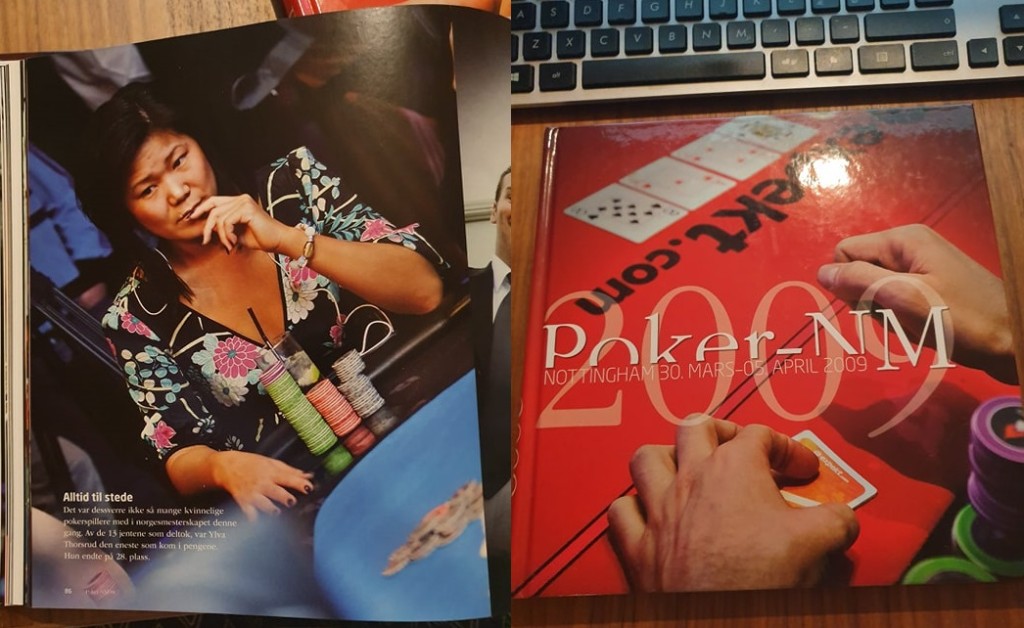 Alltid til stede
Det var dessverre ikke så mange kvinnelige
pokerspillere med i norgesmesterskapet denne
gang. Av de 13 jentene som deltok, var Ylva
Thorsrud den eneste som kom i pengene.
Hun endte på 28. plass.
86
A S D F G H J K L
Z X C V B N M
ekt.com
2009
Poker-NM
NOTTINGHAM 30. MARS-05. APRIL 2009